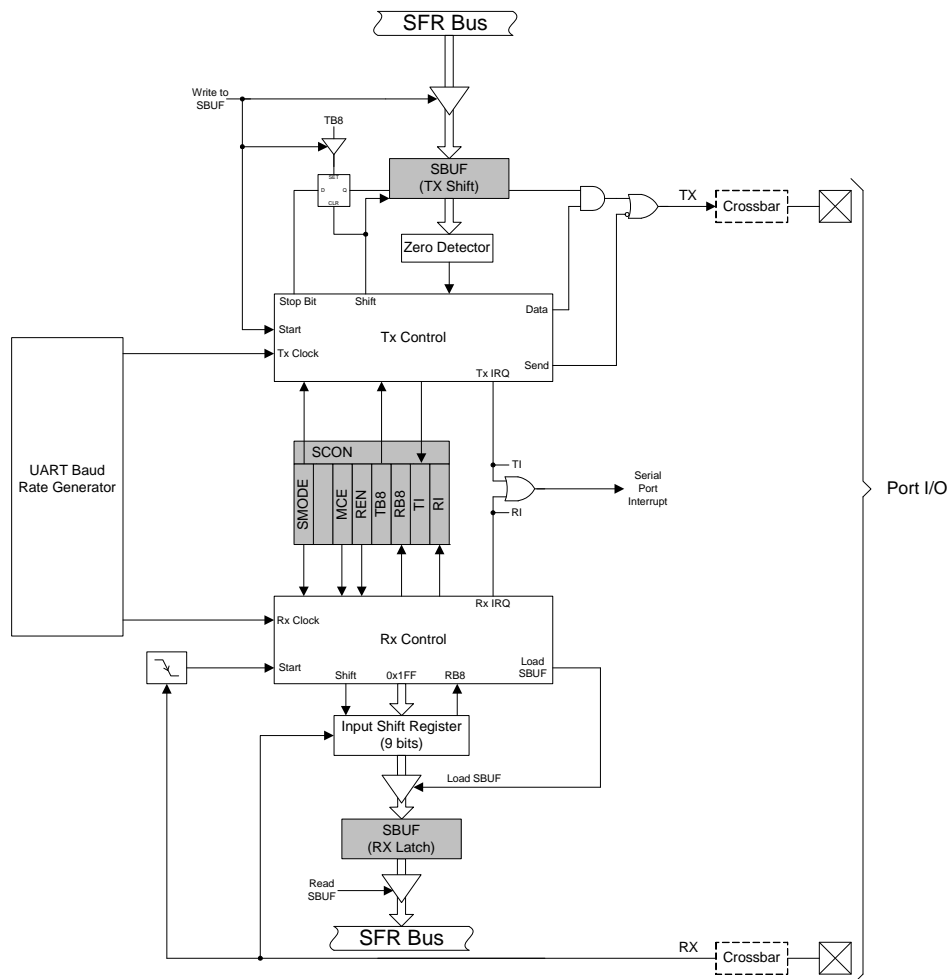 SFR Bus
Write to
SBUF
TB8
SET
D
Q
CLR
SBUF
(TX Shift)
TX
Crossbar
Zero Detector
Stop Bit
Shift
Data
Start
Tx Control
Tx Clock
Send
Tx IRQ
UART Baud
Rate Generator
SCON
SMODE
MCE
REN
TB8
RB8
TI
RI
TI
RI
Serial
Port
Interrupt
Port I/O
Rx IRQ
Rx Clock
Rx Control
Start
Load
SBUF
Shift
0x1FF
RB8
Input Shift Register
(9 bits)
Load SBUF
SBUF
(RX Latch)
Read
SBUF
SFR Bus
RX
Crossbar